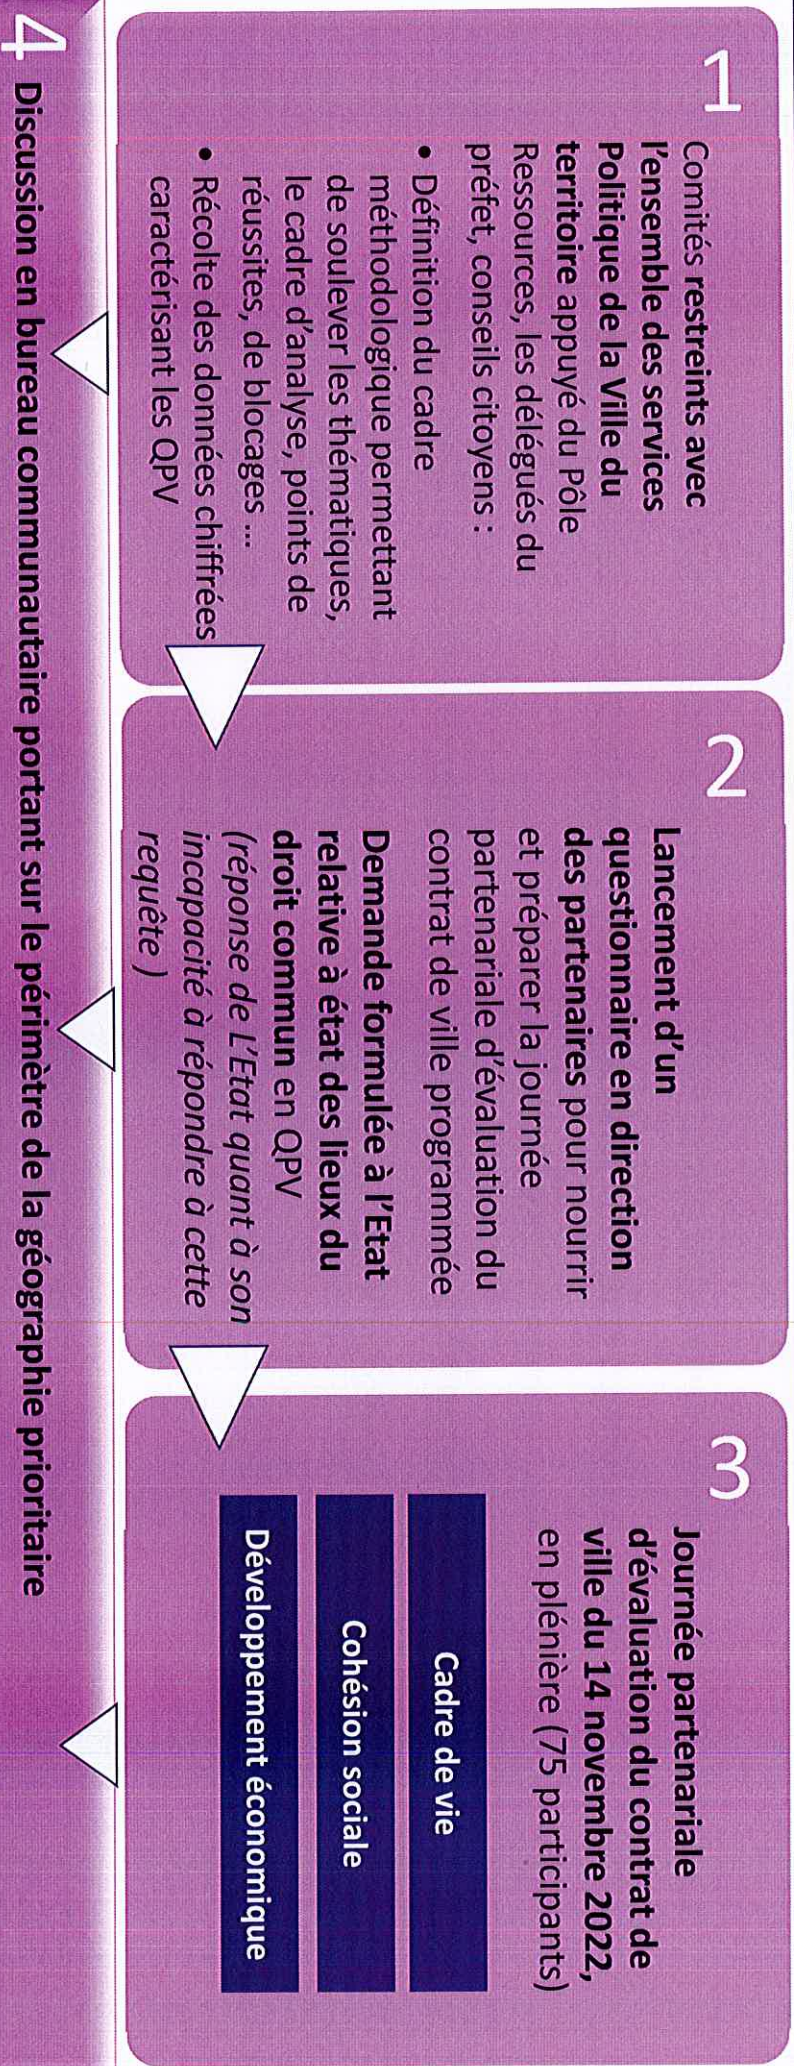 1
Comités restreints avec
l'ensemble des services
Politique de la Ville du
territoire appuyé du Pôle
Ressources, les délégués du
préfet, conseils citoyens :
• Définition du cadre
méthodologique permettant
de soulever les thématiques,
le cadre d'analyse, points de
réussites, de blocages ...
• Récolte des données chiffrées
caractérisant les QPV
2
Lancement d'un
questionnaire en direction
des partenaires pour nourrir
et préparer la journée
partenariale d'évaluation du
contrat de ville programmée
Demande formulée à l'Etat
relative à état des lieux du
droit commun en QPV
(réponse de L'Etat quant à son
incapacité à répondre à cette
requête )
3
Journée partenariale
d'évaluation du contrat de
ville du 14 novembre 2022,
en plénière (75 participants)
Cadre de vie
Cohésion sociale
Développement économique
4 Discussion en bureau communautaire portant sur le périmètre de la géographie prioritaire